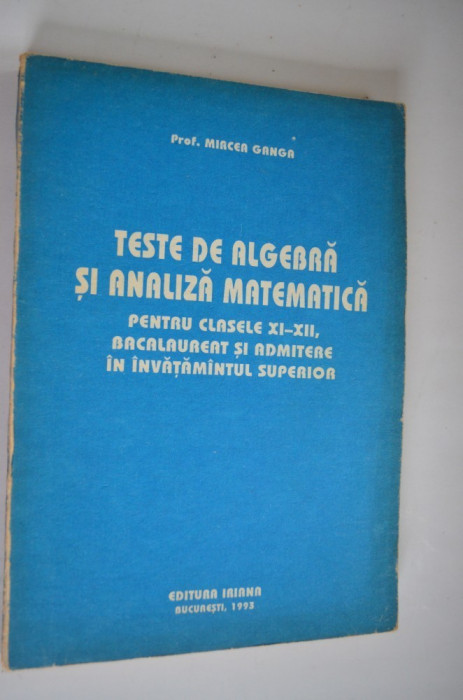 Prof. MIRCEA GANGA
TESTE DE ALGEBRĂ
ȘI ANALIZĂ MATEMATICĂ
PENTRU CLASELE XI–XII,
BACALAUREAT ȘI ADMITERE
ÎN ÎNVĂȚĂMÎNTUL SUPERIOR
EDITURA IRIANA
BUCUREȘTI, 1993